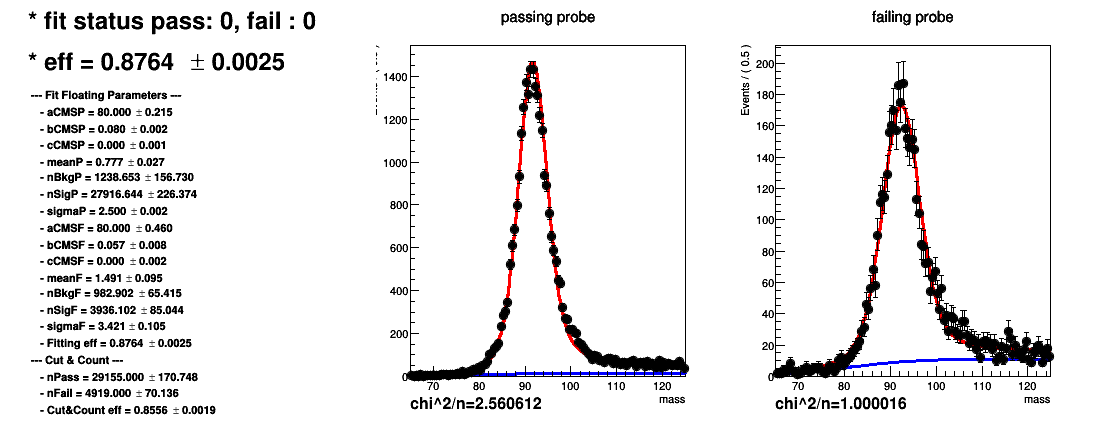 * fit status pass: 0, fail : 0
* eff = 0.8764 ± 0.0025
--- Fit Floating Parameters ---
- aCMSP = 80.000 ± 0.215
- bCMSP = 0.080 ± 0.002
- cCMSP = 0.000 ± 0.001
- meanP = 0.777 ± 0.027
- nBkgP = 1238.653 ± 156.730
- nSigP = 27916.644 ± 226.374
- sigmaP = 2.500 ± 0.002
- aCMSF = 80.000 ± 0.460
- bCMSF = 0.057 ± 0.008
- cCMSF = 0.000 ± 0.002
- meanF = 1.491 ± 0.095
- nBkgF = 982.902 ± 65.415
- nSigF = 3936.102 ± 85.044
- sigmaF = 3.421 ± 0.105
- Fitting eff = 0.8764 ± 0.0025
--- Cut & Count ---
- nPass = 29155.000 ± 170.748
- nFail = 4919.000 ± 70.136
- Cut&Count eff = 0.8556 ± 0.0019
passing probe
1400
1200
1000
800
600
400
200
0
70 80 90 100 110 120
mass
chi^2/n=2.560612
failing probe
Events / ( 0.5 )
200
180
160
140
120
100
80
60
40
20
0
70 80 90 100 110 120
mass
chi^2/n=1.000016